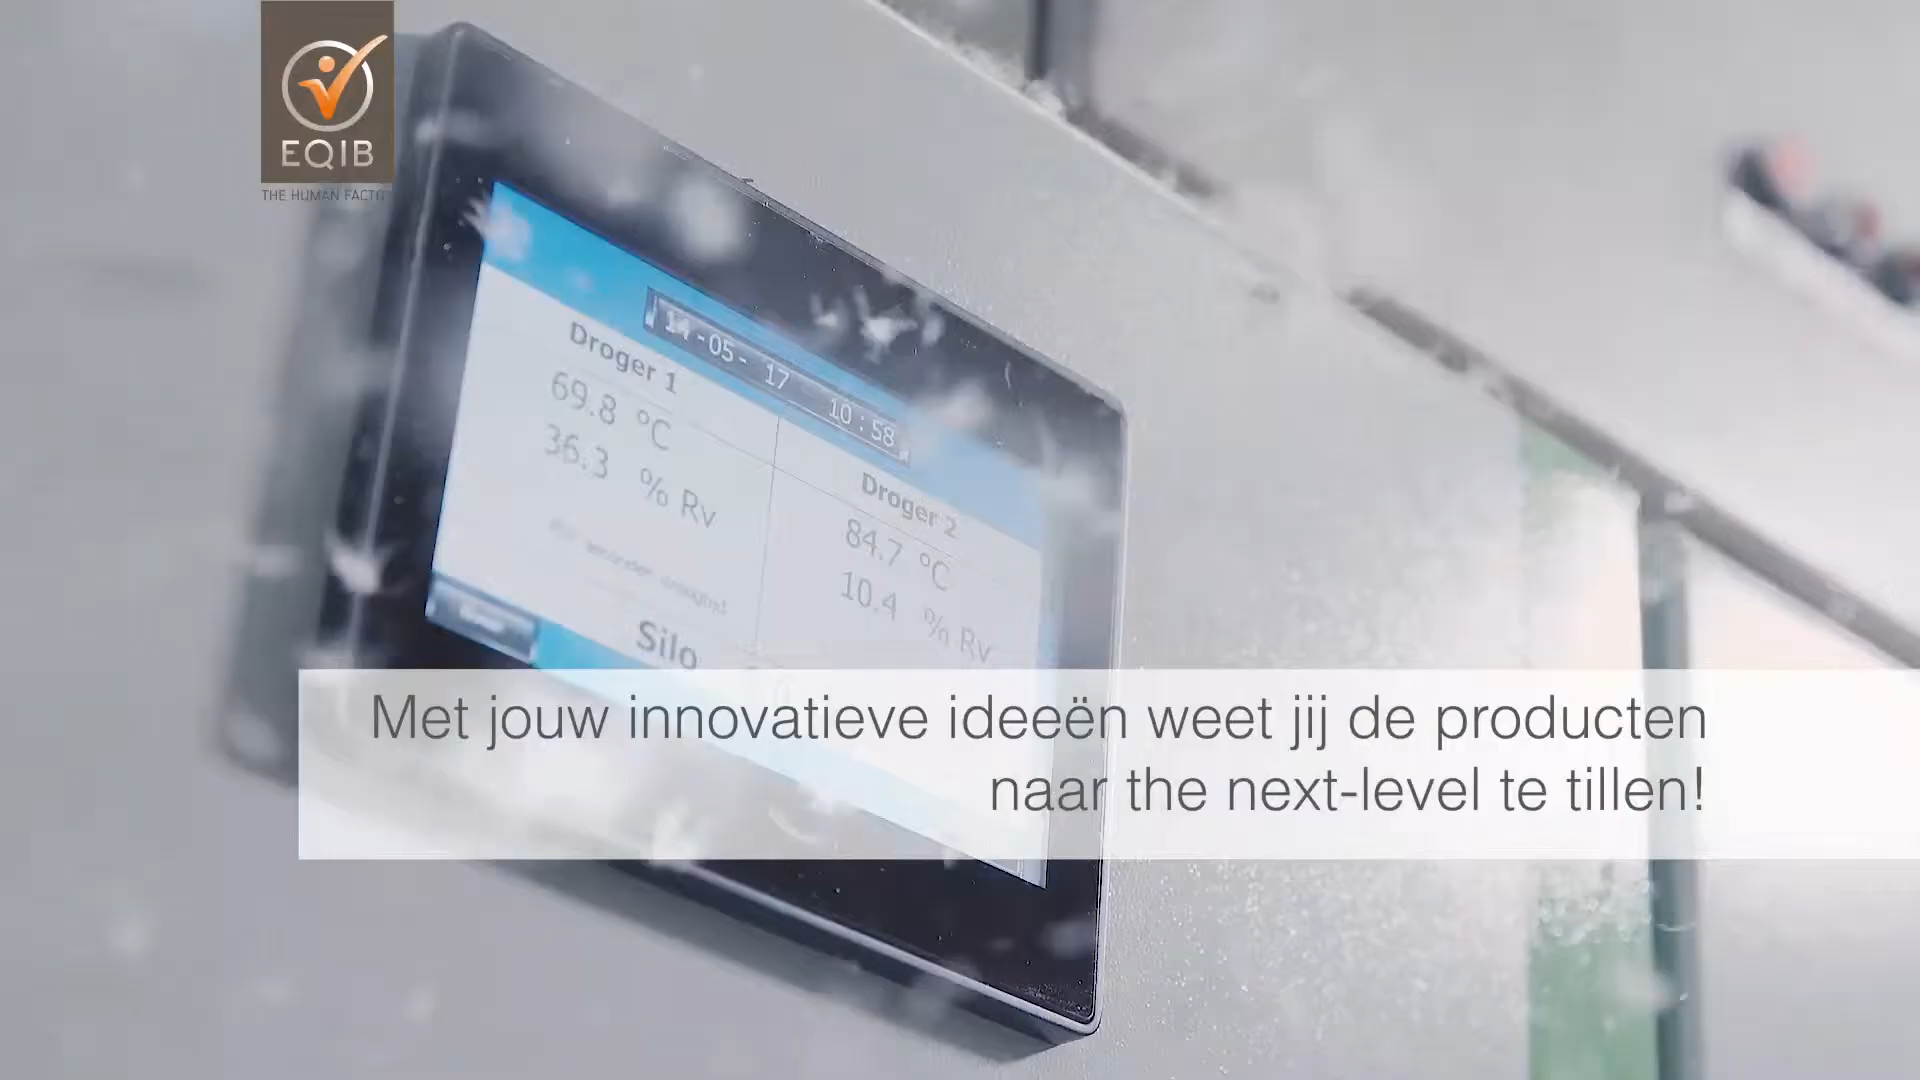 EQIB
THE HUMAN FACTO
14-05-17 10:58
Droger 1
69.8 °C
36.3 % Rv
Droger 2
84.7 °C
10.4 % Rv
Silo
Met jouw innovatieve ideeën weet jij de producten
naar the next-level te tillen!